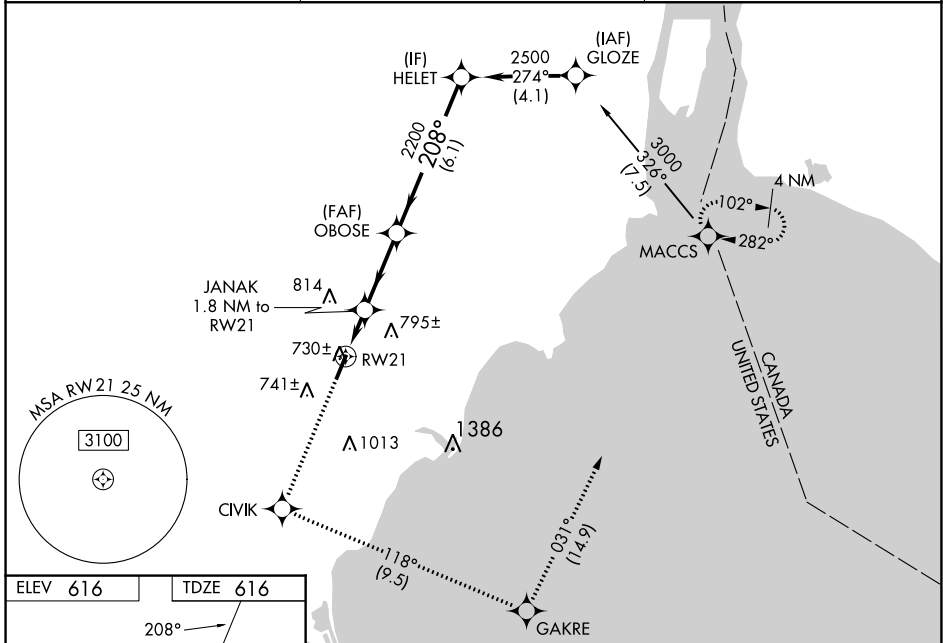 (IF)
HELET
2500
274°
(4.1)
(IAF)
GLOZE
2200
208°
(6.1)
3000
326°
(7.5)
4 NM
102°
282°
MACCS
(FAF)
OBOSE
JANAK
1.8 NM to
RW21
814
795±
730±
RW21
741±
CANADA
UNITED STATES
MSA RW21 25 NM
3100
1013
1386
CIVIK
118°
(9.5)
031°
(14.9)
GAKRE
ELEV 616
TDZE 616
208°